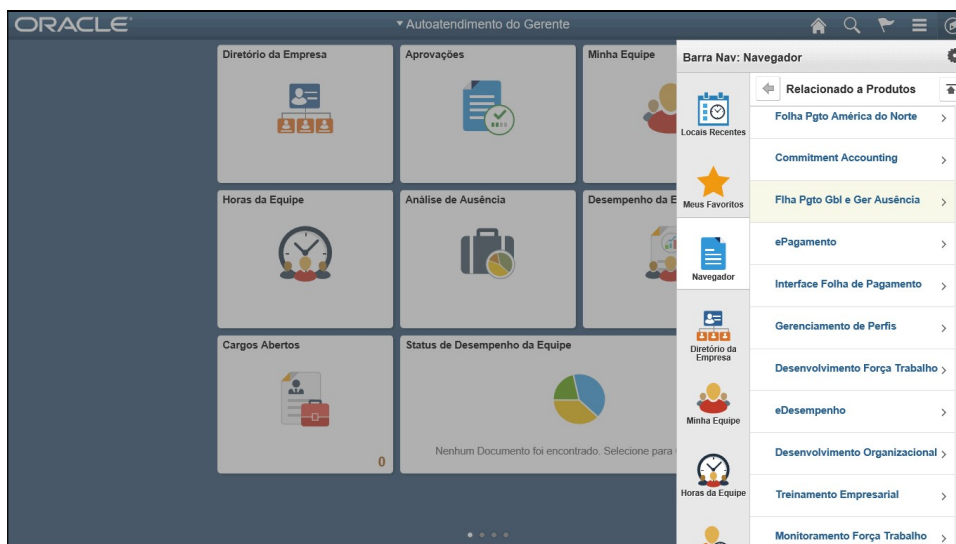 ORACLE
Autoatendimento do Gerente
Diretório da Empresa
Aprovações
Minha Equipe
Horas da Equipe
Análise de Ausência
Desempenho da E
Cargos Abertos
0
Status de Desempenho da Equipe
Nenhum Documento foi encontrado. Selecione para
Barra Nav: Navegador
Locais Recentes
Meus Favoritos
Navegador
Diretório da
Empresa
Minha Equipe
Horas da Equipe
Relacionado a Produtos
Folha Pgto América do Norte
Commitment Accounting
Flha Pgto Gbl e Ger Ausência
ePagamento
Interface Folha de Pagamento
Gerenciamento de Perfis
Desenvolvimento Força Trabalho
eDesempenho
Desenvolvimento Organizacional
Treinamento Empresarial
Monitoramento Força Trabalho